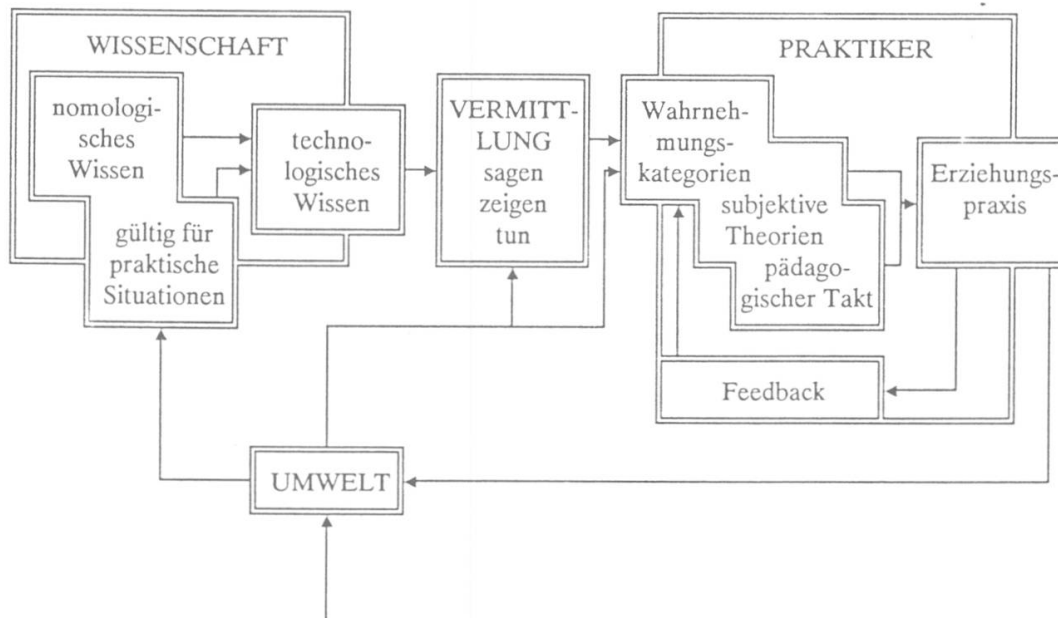 WISSENSCHAFT
nomologi-
sches
Wissen
gültig für
praktische
Situationen
techno-
logisches
Wissen
VERMITT-
LUNG
sagen
zeigen
tun
PRAKTIKER
Wahrneh-
mungs-
kategorien
subjektive
Theorien
pädago-
gischer Takt
Erziehungs-
praxis
Feedback
UMWELT